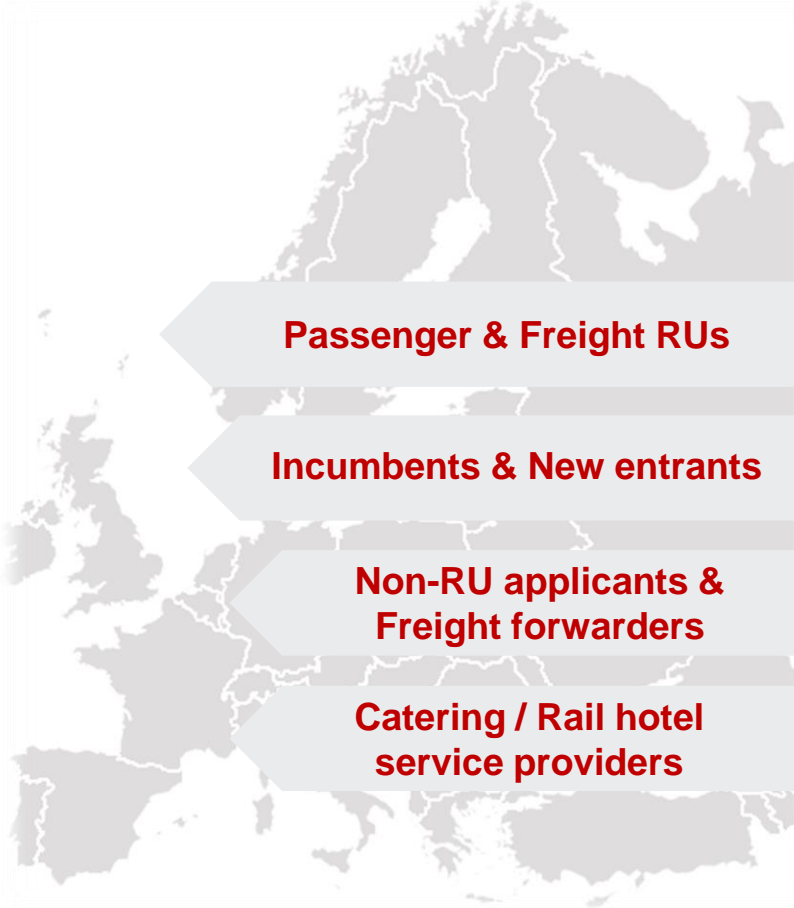 Passenger & Freight RUs
Incumbents & New entrants
Non-RU applicants &
Freight forwarders
Catering / Rail hotel
service providers